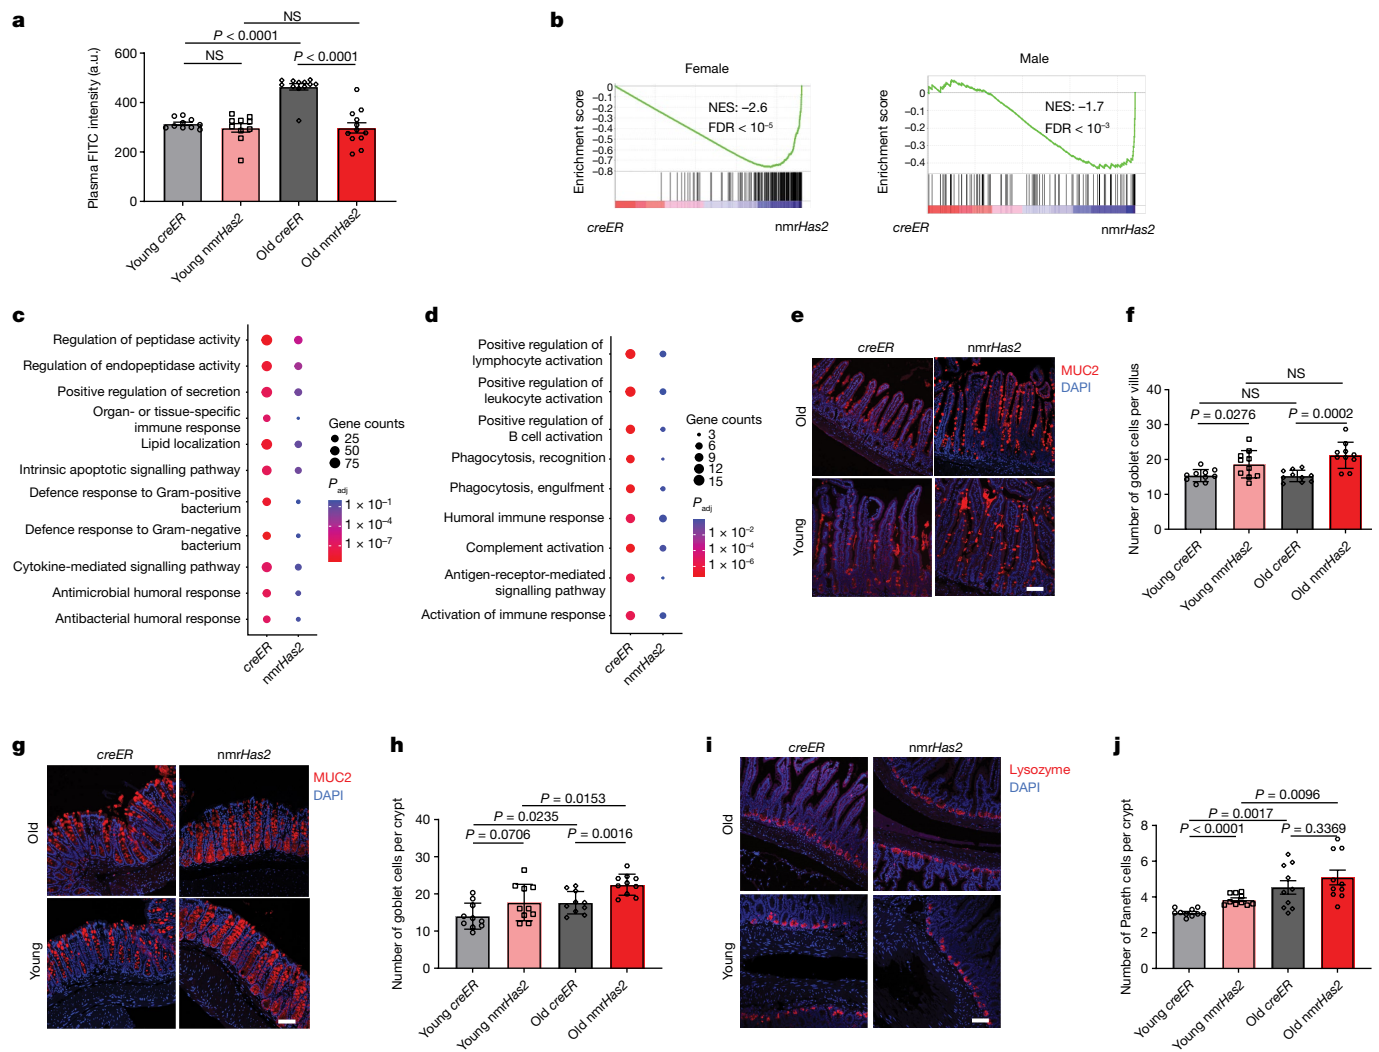 a
NS
P < 0.0001
NS
P < 0.0001
Plasma FITC intensity (a.u.)
600
400
200
0
Young creER
Young nmrHas2
Old creER
Old nmrHas2
b
Female
Enrichment score
0
–0.1
–0.2
–0.3
–0.4
–0.5
–0.6
–0.7
–0.8
NES: –2.6
FDR < 10⁻⁵
creER
nmrHas2
Male
Enrichment score
0
–0.1
–0.2
–0.3
–0.4
NES: –1.7
FDR < 10⁻³
creER
nmrHas2
c
Regulation of peptidase activity
Regulation of endopeptidase activity
Positive regulation of secretion
Organ- or tissue-specific
immune response
Lipid localization
Intrinsic apoptotic signalling pathway
Defence response to Gram-positive
bacterium
Defence response to Gram-negative
bacterium
Cytokine-mediated signalling pathway
Antimicrobial humoral response
Antibacterial humoral response
creER
nmrHas2
Gene counts
25
50
75
Padj
1 × 10⁻¹
1 × 10⁻⁴
1 × 10⁻⁷
d
Positive regulation of
lymphocyte activation
Positive regulation of
leukocyte activation
Positive regulation of
B cell activation
Phagocytosis, recognition
Phagocytosis, engulfment
Humoral immune response
Complement activation
Antigen-receptor-mediated
signalling pathway
Activation of immune response
creER
nmrHas2
Gene counts
3
6
9
12
15
Padj
1 × 10⁻²
1 × 10⁻⁴
1 × 10⁻⁶
e
creER
nmrHas2
MUC2
DAPI
Old
Young
f
NS
NS
P = 0.0276
P = 0.0002
Number of goblet cells per villus
40
30
20
10
0
Young creER
Young nmrHas2
Old creER
Old nmrHas2
g
creER
nmrHas2
MUC2
DAPI
Old
Young
h
P = 0.0153
P = 0.0235
P = 0.0706
P = 0.0016
Number of goblet cells per crypt
40
30
20
10
0
Young creER
Young nmrHas2
Old creER
Old nmrHas2
i
creER
nmrHas2
Lysozyme
DAPI
Old
Young
j
P = 0.0096
P = 0.0017
P < 0.0001
P = 0.3369
Number of Paneth cells per crypt
8
6
4
2
0
Young creER
Young nmrHas2
Old creER
Old nmrHas2